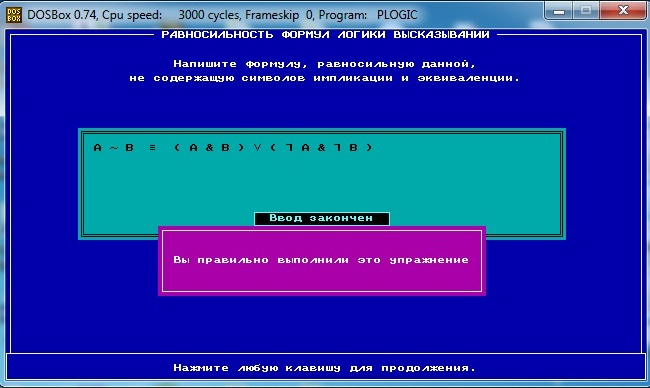 DOSBox 0.74, Cpu speed: 3000 cycles, Frameskip 0, Program: PLOGIC
РАВНОСИЛЬНОСТЬ ФОРМУЛ ЛОГИКИ ВЫСКАЗЫВАНИЙ
Напишите формулу, равносильную данной,
не содержащую символов импликации и эквиваленции.
A ~ B ≡ ( A & B ) ∨ ( ㄱ A & ㄱ B )
Ввод закончен
Вы правильно выполнили это упражнение
Нажмите любую клавишу для продолжения.